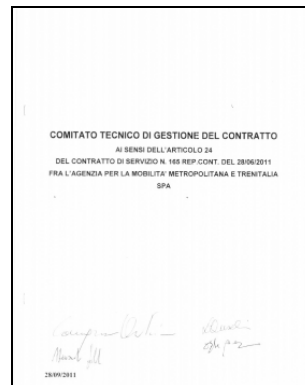 COMITATO TECNICO DI GESTIONE DEL CONTRATTO
AI SENSI DELL'ARTICOLO 24
DEL CONTRATTO DI SERVIZIO N. 165 REP.CONT. DEL 28/06/2011
FRA L'AGENZIA PER LA MOBILITA' METROPOLITANA E TRENITALIA
SPA
28/09/2011